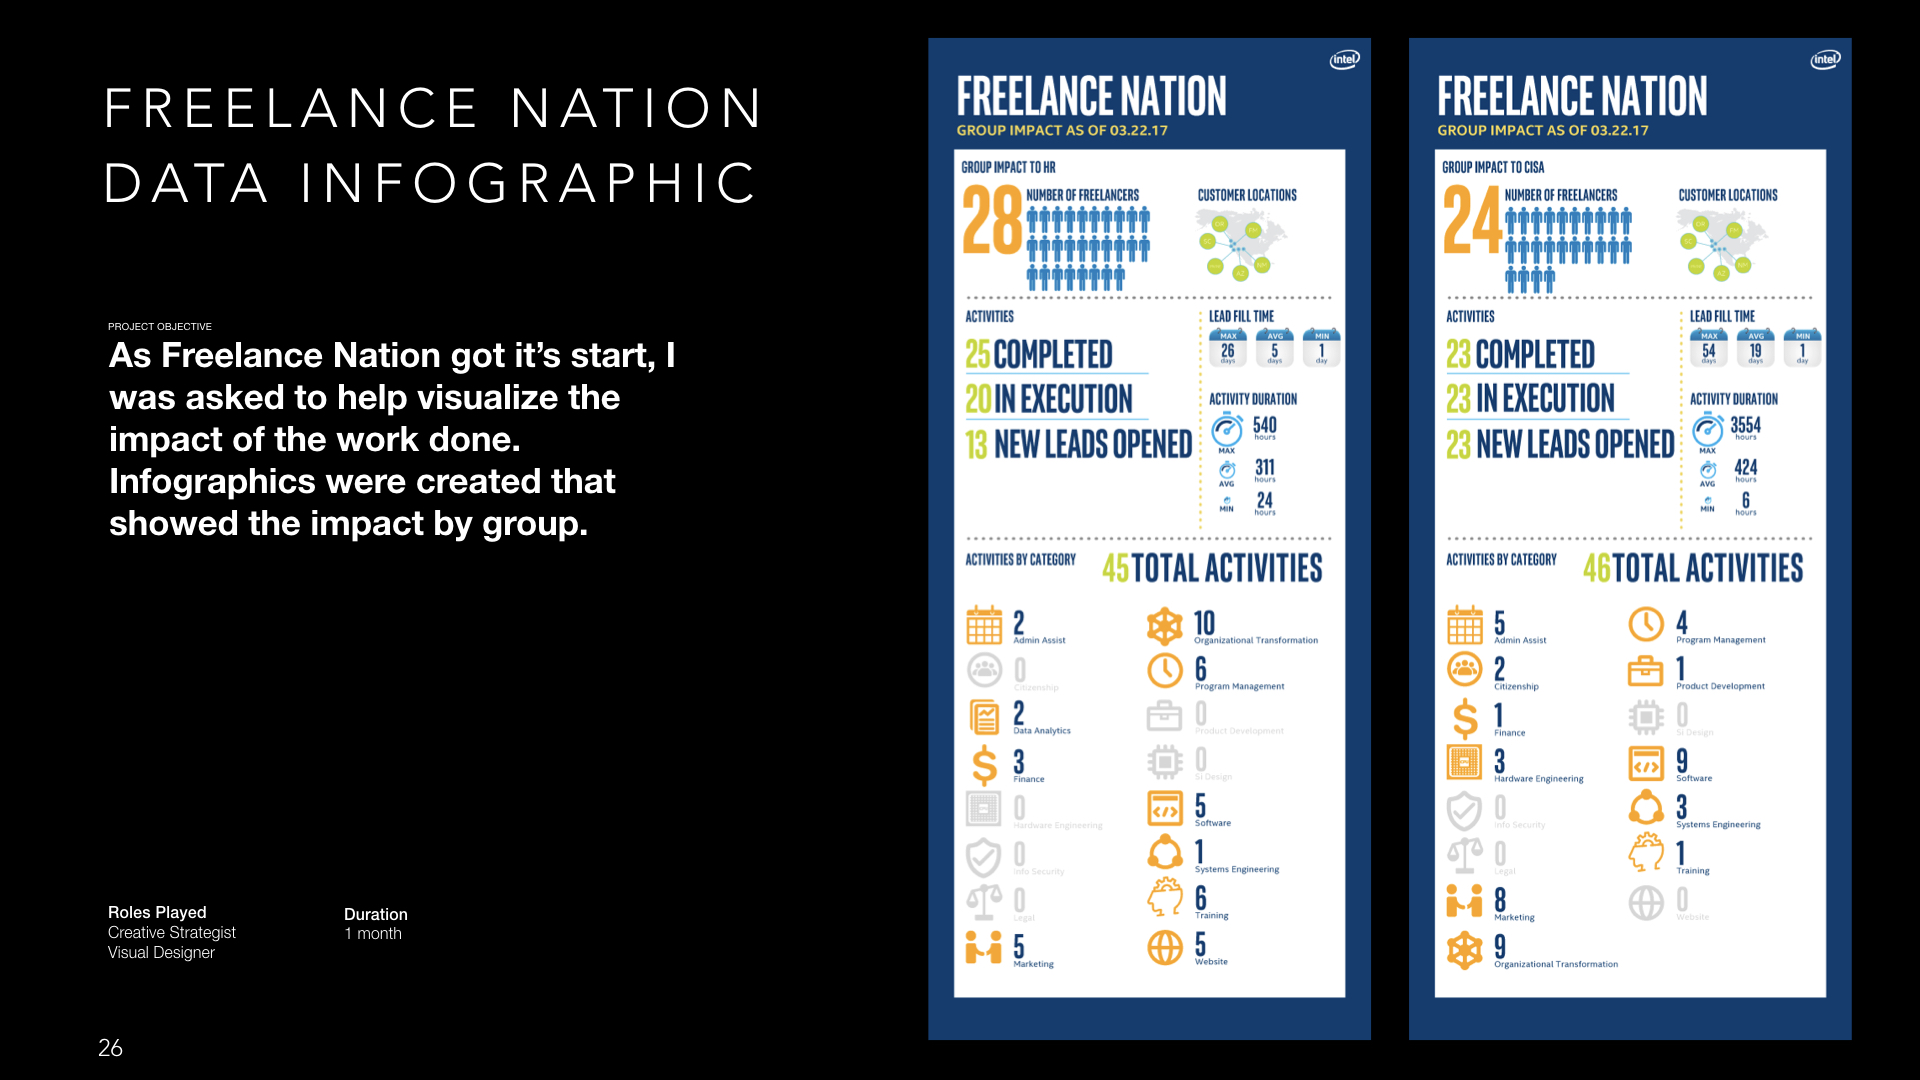 FREELANCE NATION
DATA INFOGRAPHIC
PROJECT OBJECTIVE
As Freelance Nation got it’s start, I
was asked to help visualize the
impact of the work done.
Infographics were created that
showed the impact by group.
Roles Played
Creative Strategist
Visual Designer
Duration
1 month
26
intel
FREELANCE NATION
GROUP IMPACT AS OF 03.22.17
GROUP IMPACT TO HR
28
NUMBER OF FREELANCERS
CUSTOMER LOCATIONS
SC
AZ
ACTIVITIES
25 COMPLETED
20 IN EXECUTION
13 NEW LEADS OPENED
LEAD FILL TIME
MAX AVG MIN
26 5 1
days days day
ACTIVITY DURATION
540
hours
MAX
311
hours
AVG
24
hours
MIN
ACTIVITIES BY CATEGORY
45 TOTAL ACTIVITIES
2
Admin Assist
0
Citizenship
2
Data Analytics
3
Finance
0
Hardware Engineering
0
Info Security
0
Legal
5
Marketing
10
Organizational Transformation
6
Program Management
0
Product Development
0
Si Design
5
Software
1
Systems Engineering
6
Training
5
Website
intel
FREELANCE NATION
GROUP IMPACT AS OF 03.22.17
GROUP IMPACT TO CISA
24
NUMBER OF FREELANCERS
CUSTOMER LOCATIONS
SC
AZ
ACTIVITIES
23 COMPLETED
23 IN EXECUTION
23 NEW LEADS OPENED
LEAD FILL TIME
MAX AVG MIN
54 19 1
days days day
ACTIVITY DURATION
3554
hours
MAX
424
hours
AVG
6
hours
MIN
ACTIVITIES BY CATEGORY
46 TOTAL ACTIVITIES
5
Admin Assist
2
Citizenship
1
Finance
3
Hardware Engineering
0
Info Security
0
Legal
8
Marketing
9
Organizational Transformation
4
Program Management
1
Product Development
0
Si Design
9
Software
3
Systems Engineering
1
Training
0
Website